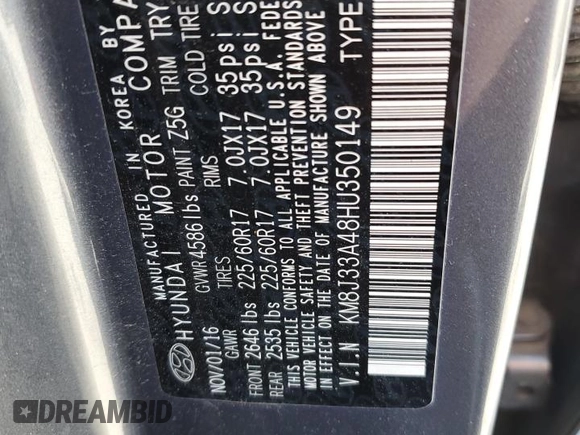 MANUFACTURED IN KOREA BY
HYUNDAI MOTOR COMPA
NOV/01/16 GVWR 4586 lbs PAINT Z5G TRIM TRY
GAWR TIRES RIMS COLD TIRE
FRONT 2646 lbs 225/60R17 7.0JX17 35psi S
REAR 2535 lbs 225/60R17 7.0JX17 35psi S
THIS VEHICLE CONFORMS TO ALL APPLICABLE U.S.A. FEDE
MOTOR VEHICLE SAFETY AND THEFT PREVENTION STANDARDS
IN EFFECT ON THE DATE OF MANUFACTURE SHOWN ABOVE
V.I.N KM8J33A48HU350149 TYPE
DREAMBID